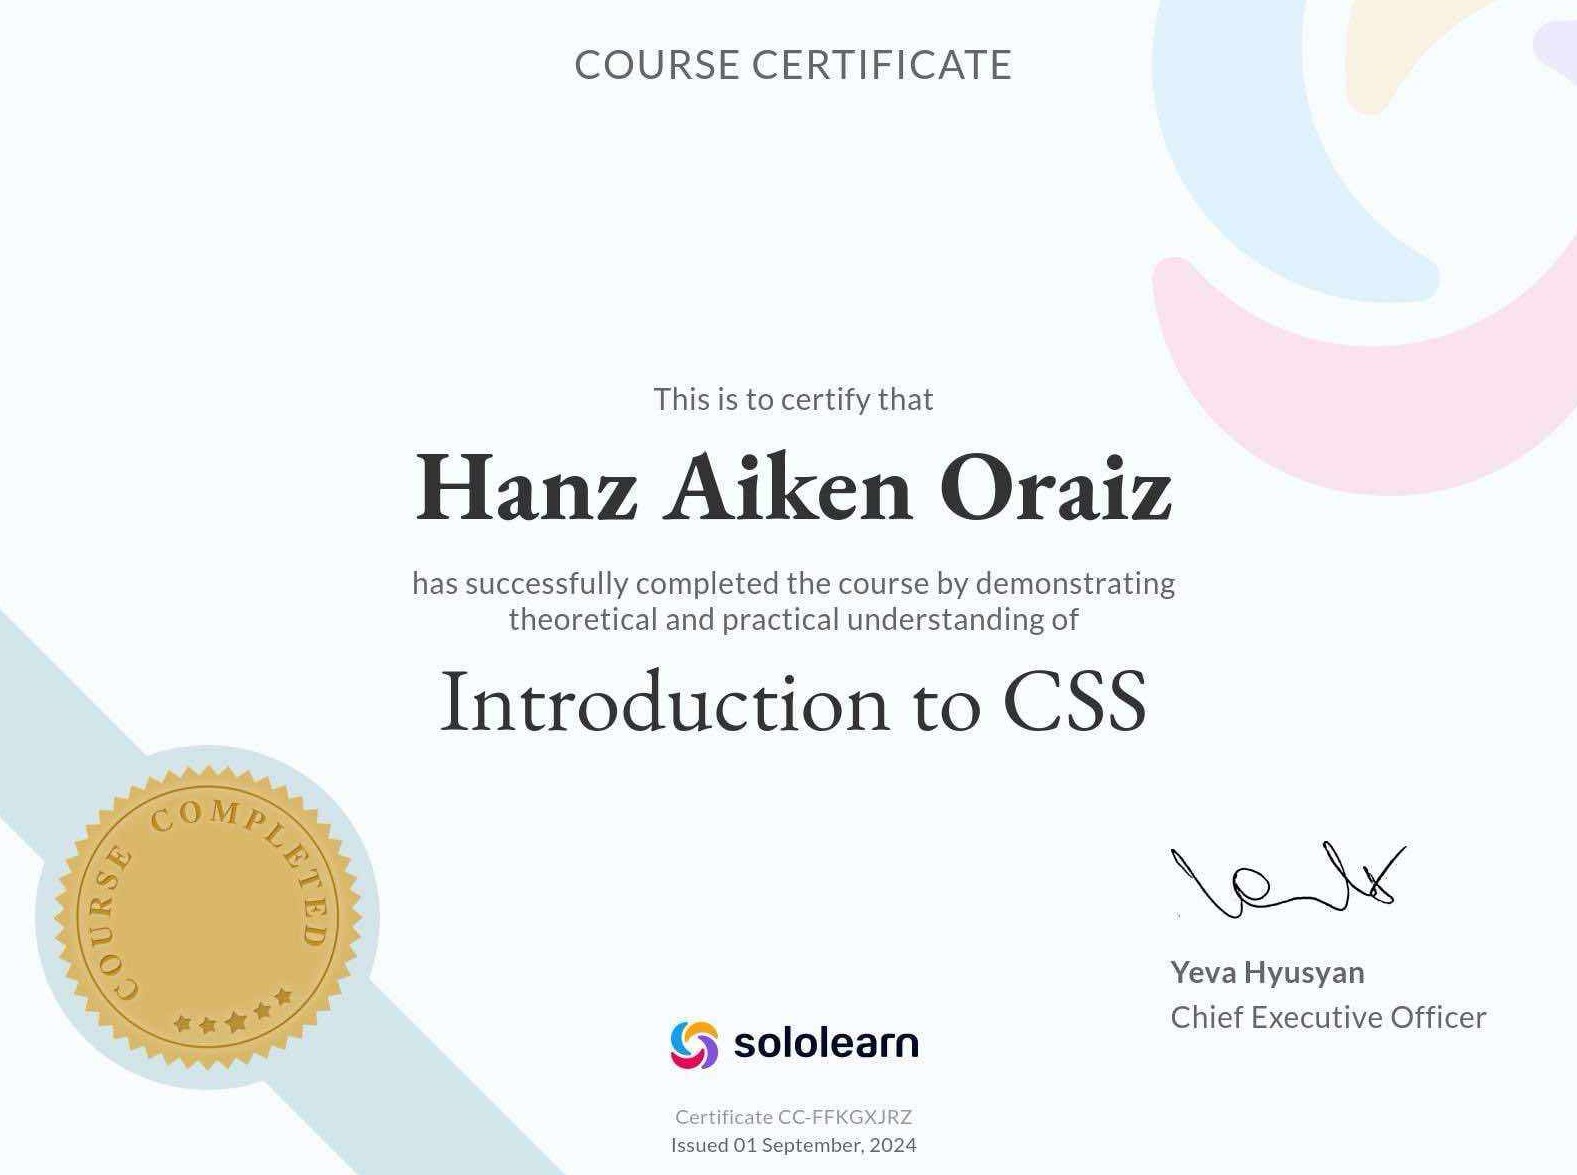 COURSE CERTIFICATE
This is to certify that
Hanz Aiken Oraiz
has successfully completed the course by demonstrating
theoretical and practical understanding of
Introduction to CSS
COURSE COMPLETED
Yeva Hyusyan
Chief Executive Officer
sololearn
Certificate CC-FFKGXJRZ
Issued 01 September, 2024